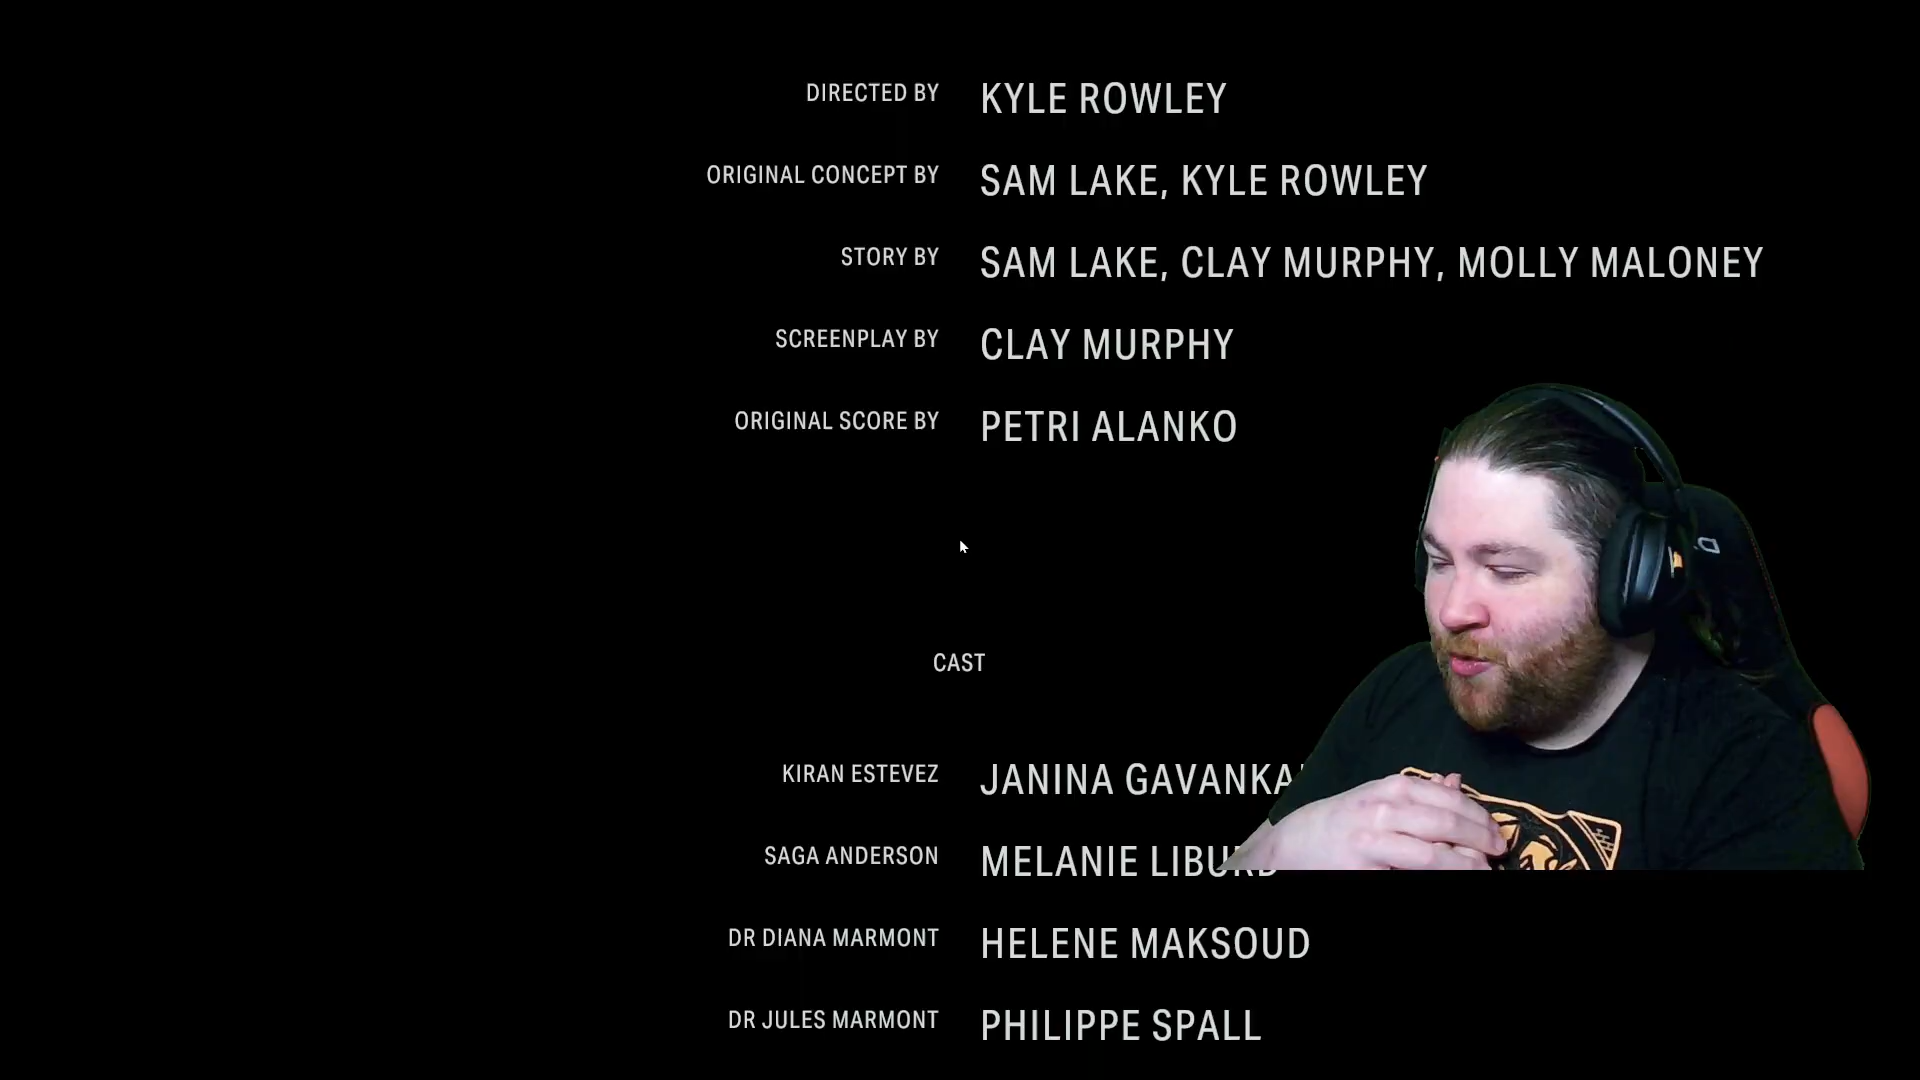 DIRECTED BY KYLE ROWLEY
ORIGINAL CONCEPT BY SAM LAKE, KYLE ROWLEY
STORY BY SAM LAKE, CLAY MURPHY, MOLLY MALONEY
SCREENPLAY BY CLAY MURPHY
ORIGINAL SCORE BY PETRI ALANKO
CAST
KIRAN ESTEVEZ JANINA
SAGA ANDERSON MELANIE
DR DIANA MARMONT HELENE MAKSOUD
DR JULES MARMONT PHILIPPE SPALL